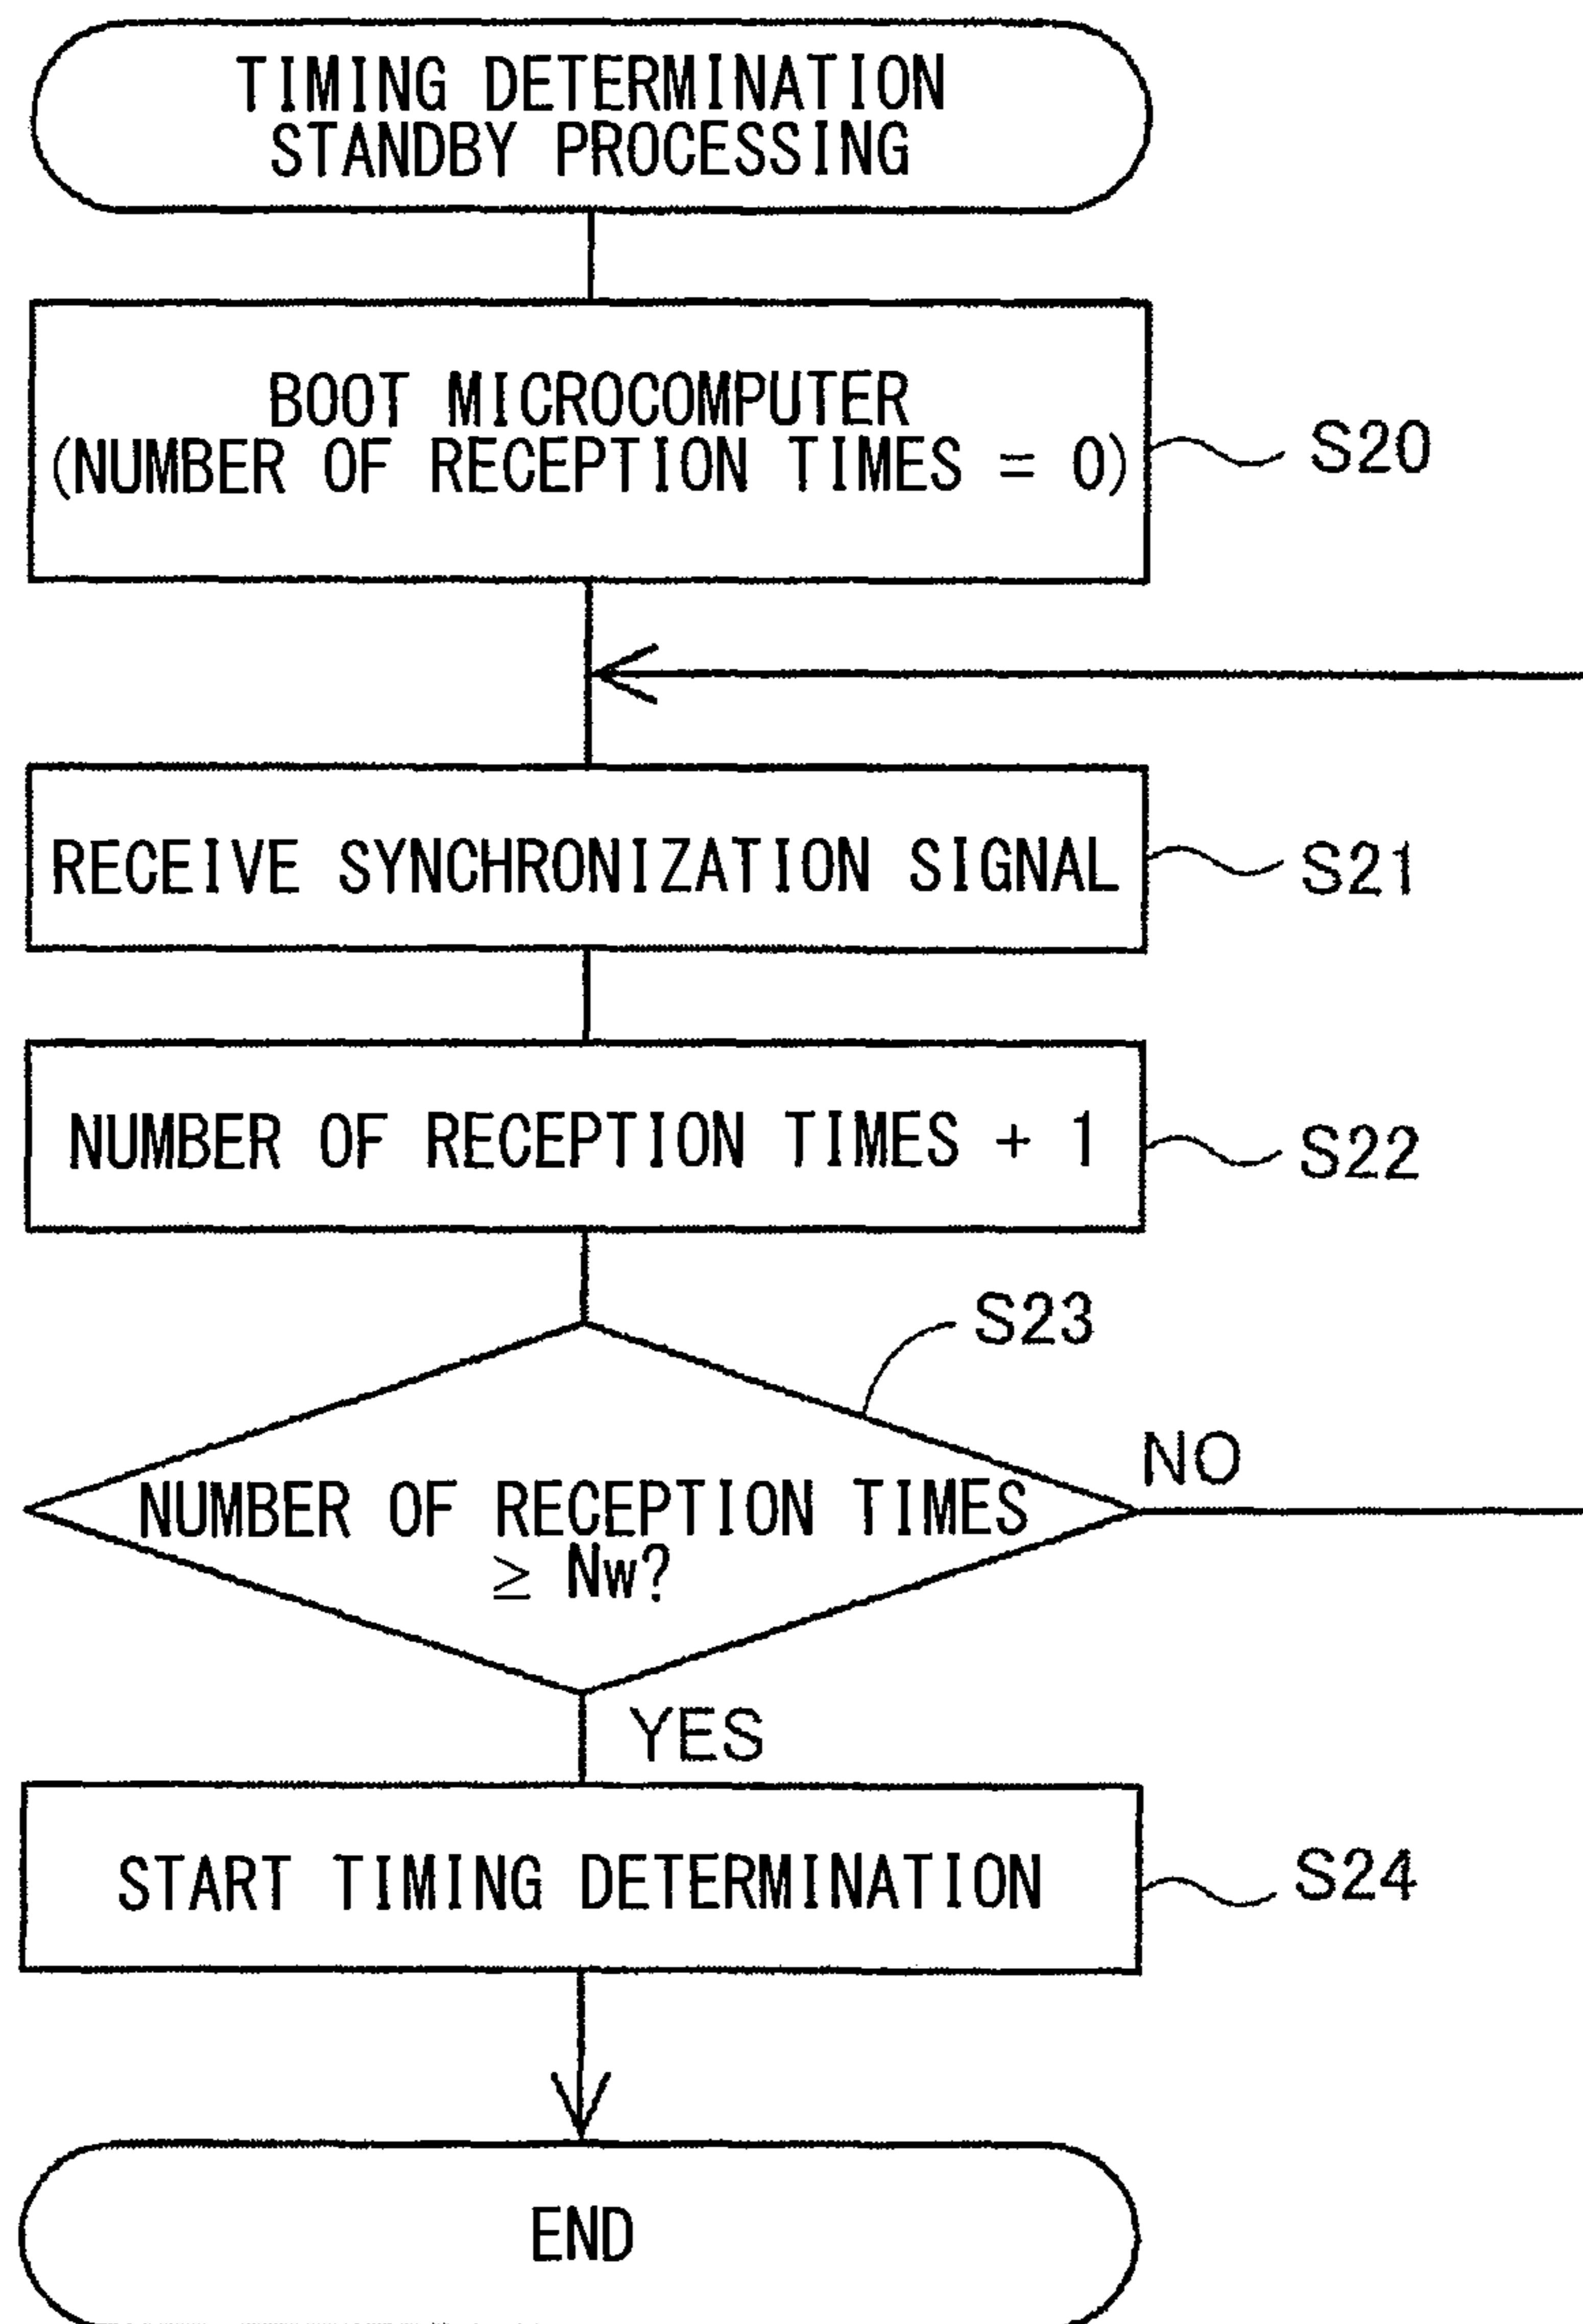 TIMING DETERMINATION
STANDBY PROCESSING
BOOT MICROCOMPUTER
(NUMBER OF RECEPTION TIMES = 0)
S20
RECEIVE SYNCHRONIZATION SIGNAL
S21
NUMBER OF RECEPTION TIMES + 1
S22
S23
NUMBER OF RECEPTION TIMES
≥ Nw?
NO
YES
START TIMING DETERMINATION
S24
END